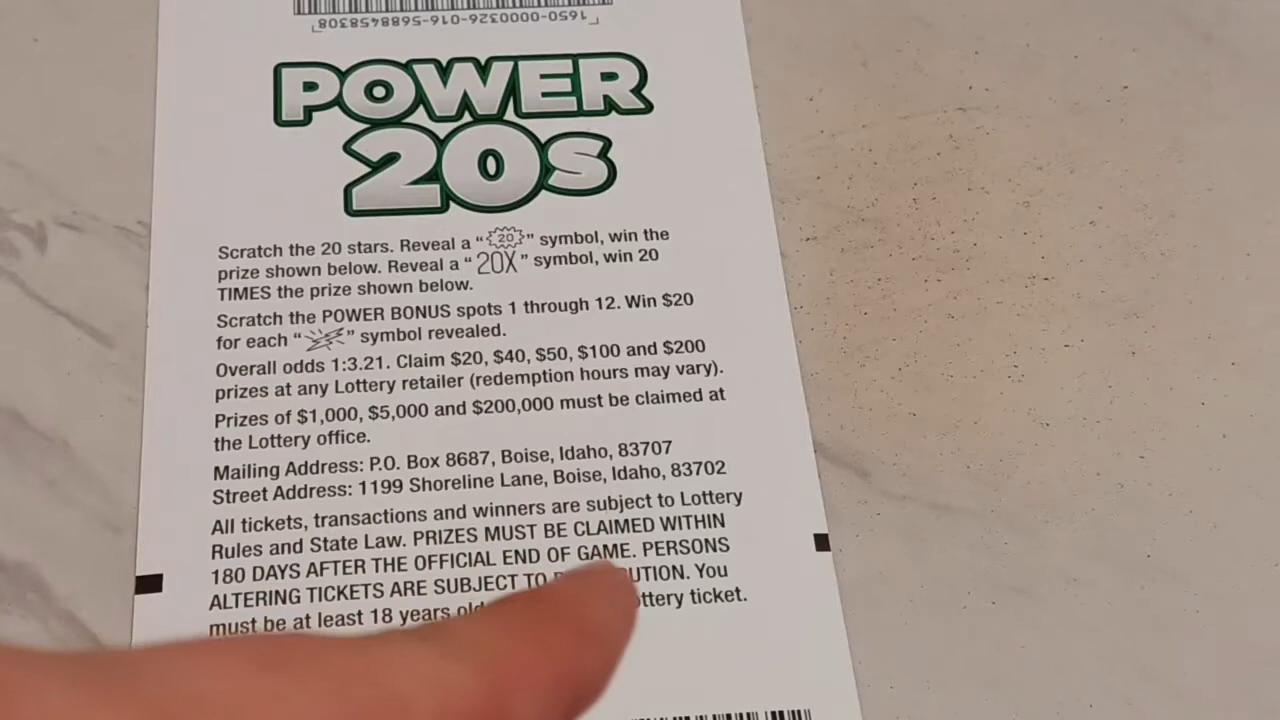 1650-0000326-016-5688458308
POWER
20s
Scratch the 20 stars. Reveal a “20” symbol, win the
prize shown below. Reveal a “20X” symbol, win 20
TIMES the prize shown below.
Scratch the POWER BONUS spots 1 through 12. Win $20
for each “ ” symbol revealed.
Overall odds 1:3.21. Claim $20, $40, $50, $100 and $200
prizes at any Lottery retailer (redemption hours may vary).
Prizes of $1,000, $5,000 and $200,000 must be claimed at
the Lottery office.
Mailing Address: P.O. Box 8687, Boise, Idaho, 83707
Street Address: 1199 Shoreline Lane, Boise, Idaho, 83702
All tickets, transactions and winners are subject to Lottery
Rules and State Law. PRIZES MUST BE CLAIMED WITHIN
180 DAYS AFTER THE OFFICIAL END OF GAME. PERSONS
ALTERING TICKETS ARE SUBJECT TO UTION. You
must be at least 18 years old ttery ticket.